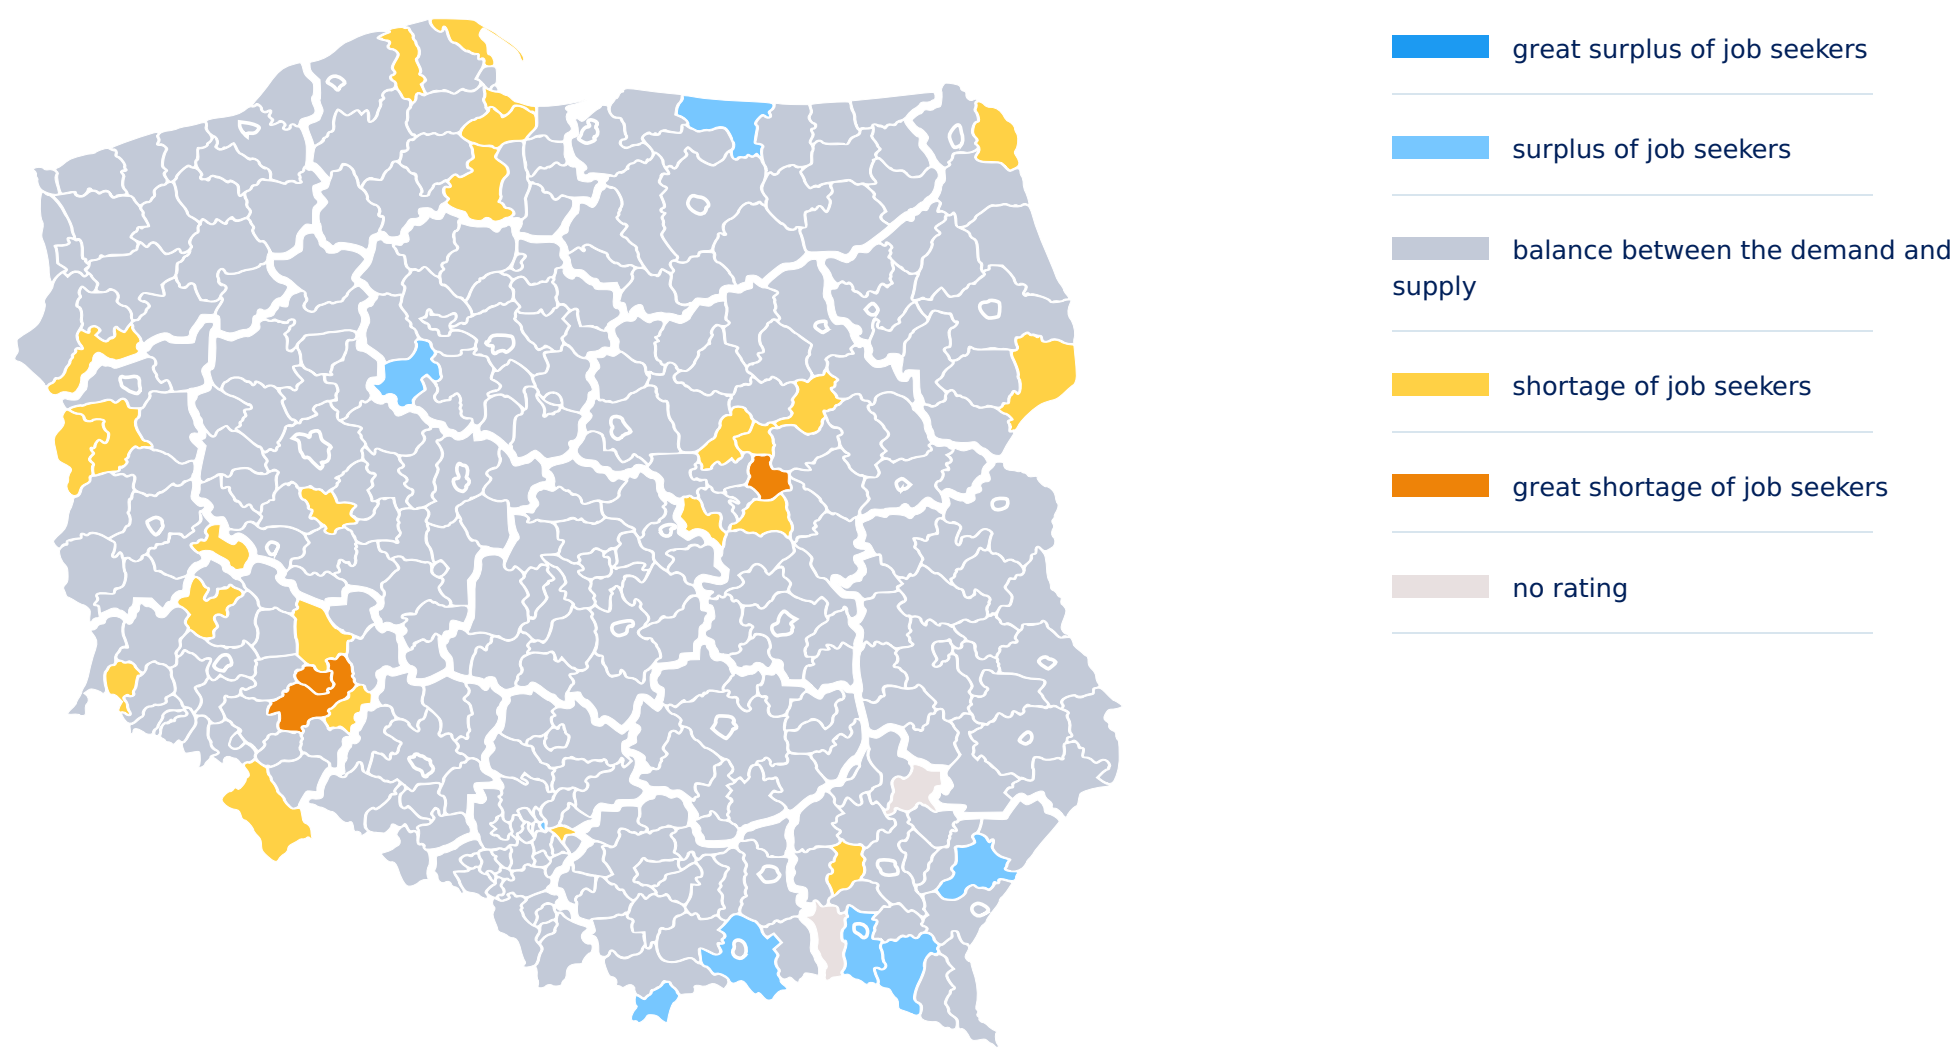 great surplus of job seekers
surplus of job seekers
balance between the demand and
supply
shortage of job seekers
great shortage of job seekers
no rating